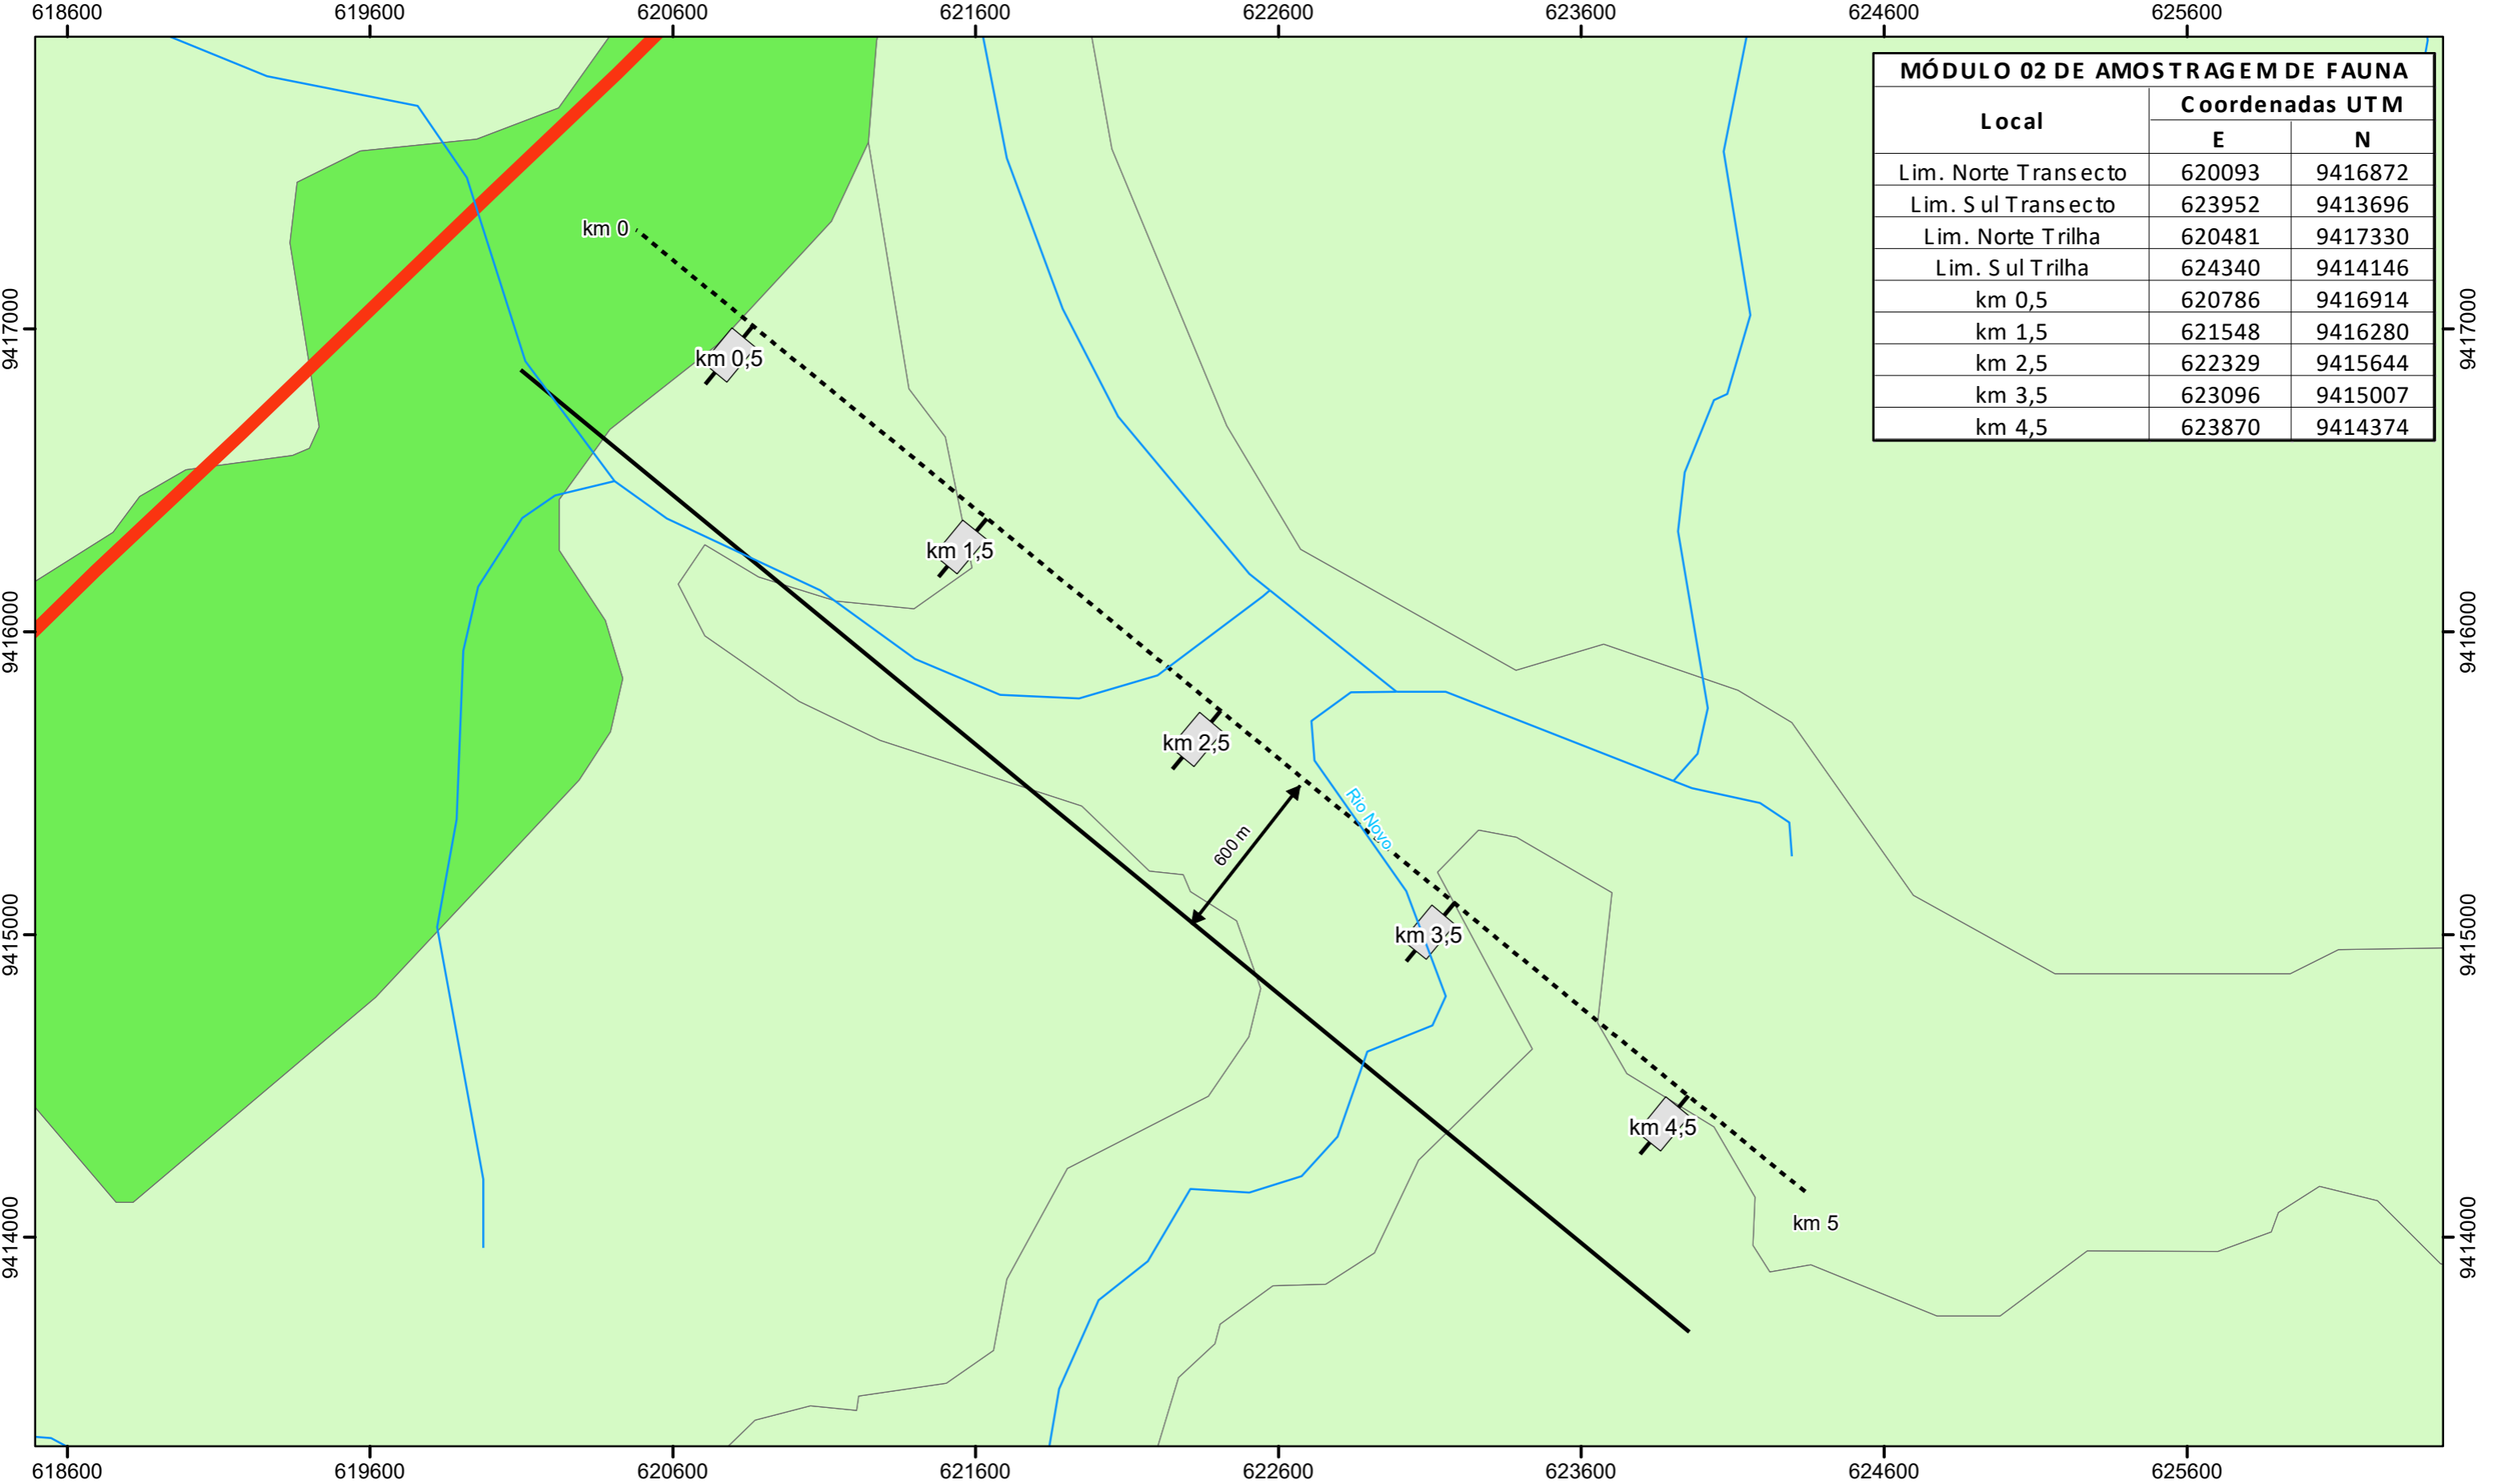 618600 619600 620600 621600 622600 623600 624600 625600
MÓDULO 02 DE AMOSTRAGEM DE FAUNA
Local Coordenadas UTM
E N
Lim. Norte Transecto 620093 9416872
Lim. Sul Transecto 623952 9413696
Lim. Norte Trilha 620481 9417330
Lim. Sul Trilha 624340 9414146
km 0,5 620786 9416914
km 1,5 621548 9416280
km 2,5 622329 9415644
km 3,5 623096 9415007
km 4,5 623870 9414374
km 0
9417000 9417000
km 0,5
km 1,5
9416000 9416000
km 2,5
Rio Novo.
600 m
km 3,5
9415000 9415000
km 4,5
km 5
9414000 9414000
618600 619600 620600 621600 622600 623600 624600 625600